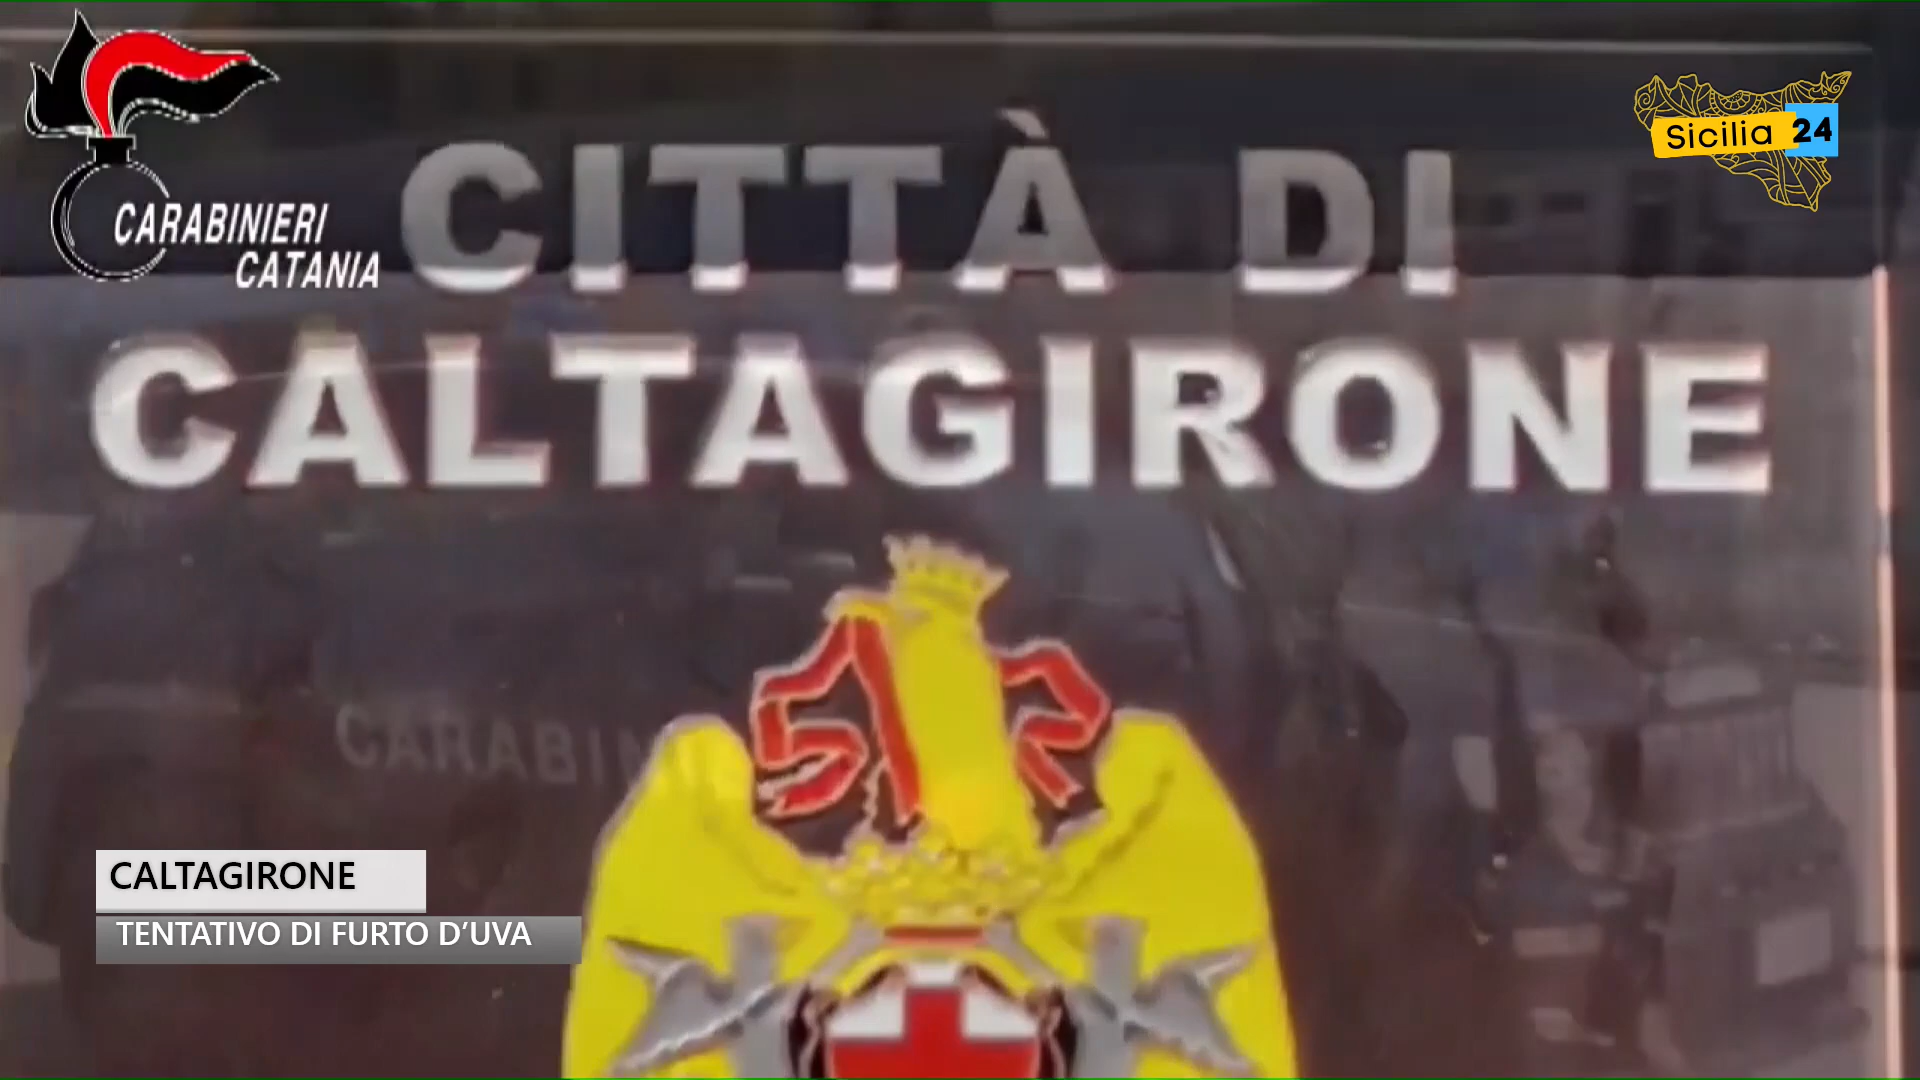 CARABINIERI
CATANIA
Sicilia 24
CITTÀ DI
CALTAGIRONE
CARABIN
CALTAGIRONE
TENTATIVO DI FURTO D’UVA